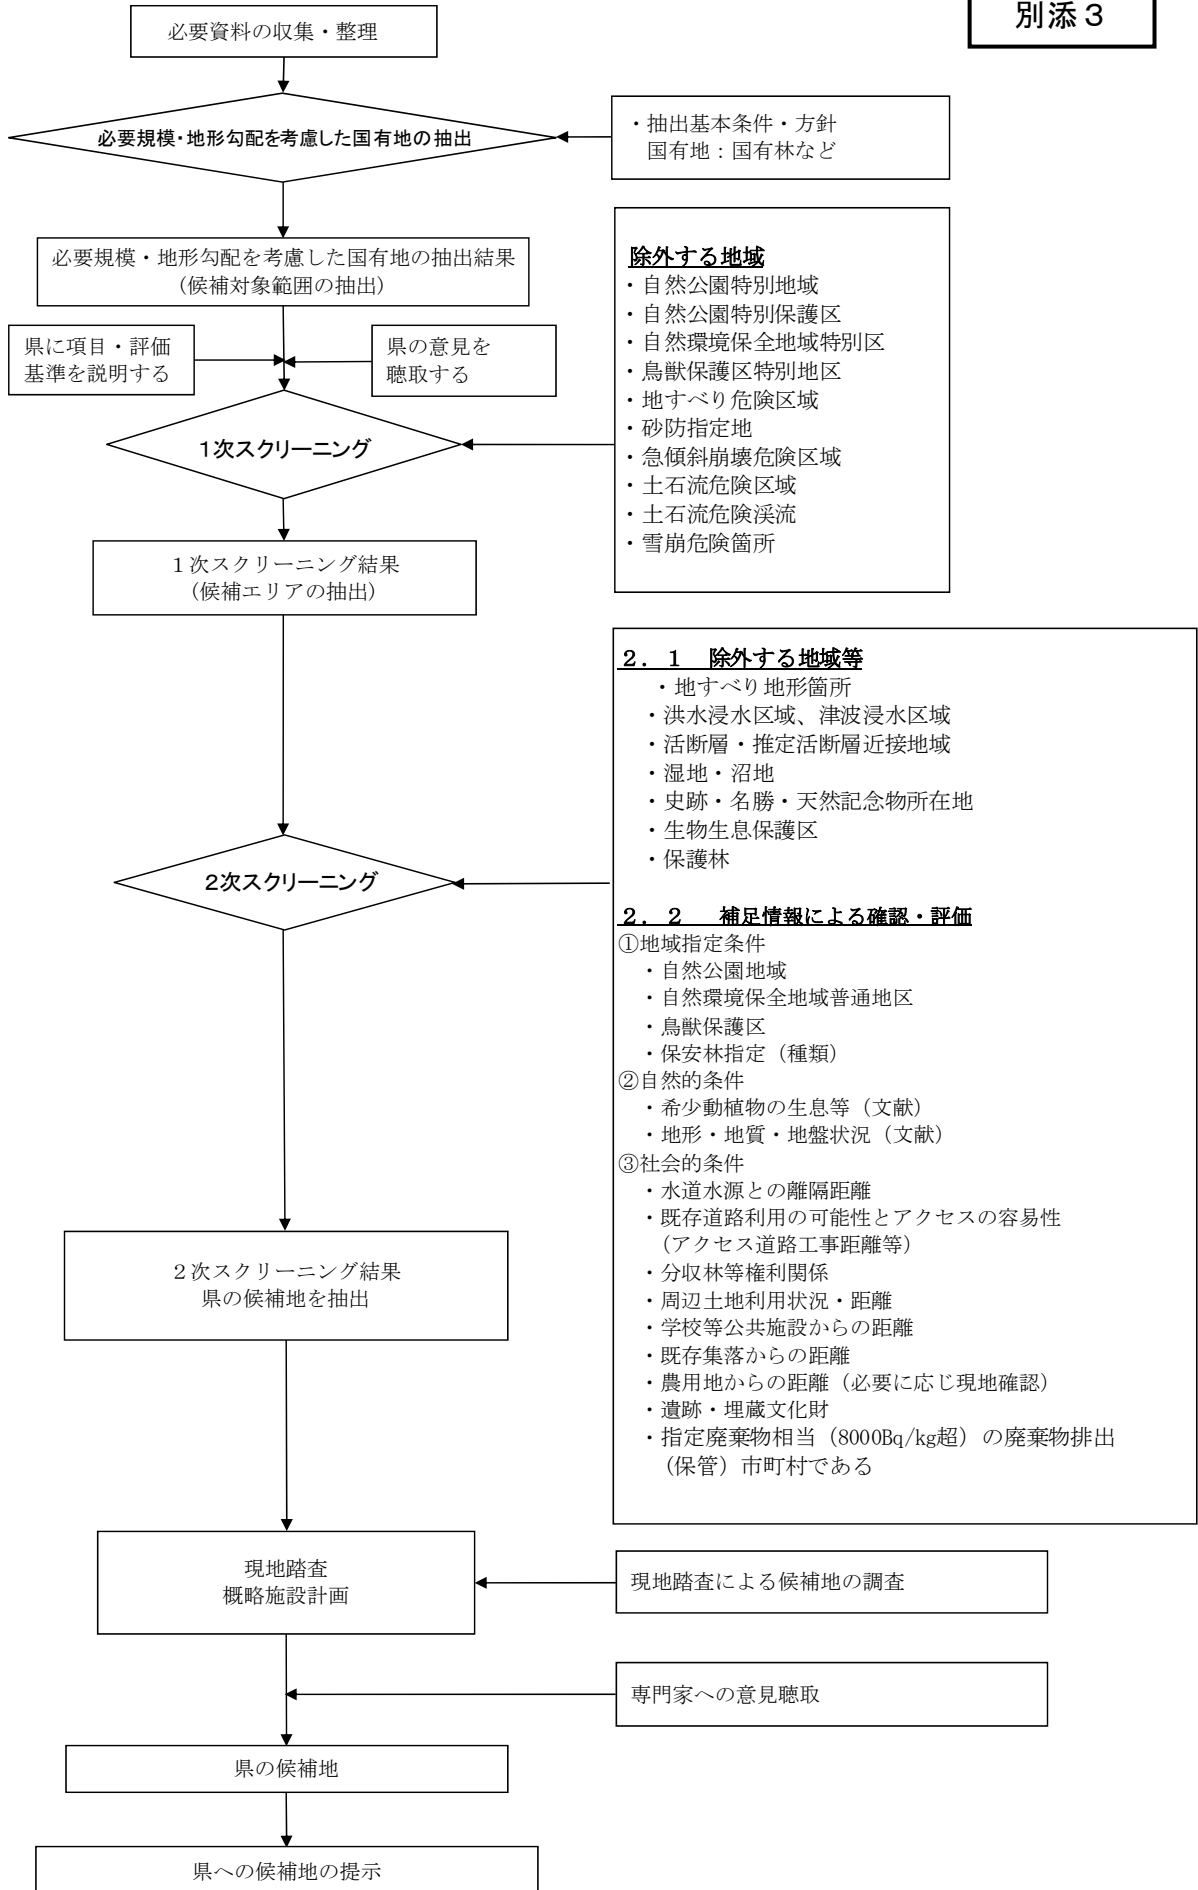 別添３
必要資料の収集・整理
必要規模・地形勾配を考慮した国有地の抽出
・抽出基本条件・方針
国有地：国有林など
必要規模・地形勾配を考慮した国有地の抽出結果
（候補対象範囲の抽出）
県に項目・評価
基準を説明する
県の意見を
聴取する
除外する地域
・自然公園特別地域
・自然公園特別保護区
・自然環境保全地域特別区
・鳥獣保護区特別地区
・地すべり危険区域
・砂防指定地
・急傾斜崩壊危険区域
・土石流危険区域
・土石流危険渓流
・雪崩危険箇所
１次スクリーニング
１次スクリーニング結果
（候補エリアの抽出）
２．１　除外する地域等
・地すべり地形箇所
・洪水浸水区域、津波浸水区域
・活断層・推定活断層近接地域
・湿地・沼地
・史跡・名勝・天然記念物所在地
・生物生息保護区
・保護林
２次スクリーニング
２．２　補足情報による確認・評価
①地域指定条件
・自然公園地域
・自然環境保全地域普通地区
・鳥獣保護区
・保安林指定（種類）
②自然的条件
・希少動植物の生息等（文献）
・地形・地質・地盤状況（文献）
③社会的条件
・水道水源との離隔距離
・既存道路利用の可能性とアクセスの容易性
（アクセス道路工事距離等）
・分収林等権利関係
・周辺土地利用状況・距離
・学校等公共施設からの距離
・既存集落からの距離
・農用地からの距離（必要に応じ現地確認）
・遺跡・埋蔵文化財
・指定廃棄物相当（8000Bq/kg超）の廃棄物排出
（保管）市町村である
２次スクリーニング結果
県の候補地を抽出
現地踏査
概略施設計画
現地踏査による候補地の調査
専門家への意見聴取
県の候補地
県への候補地の提示